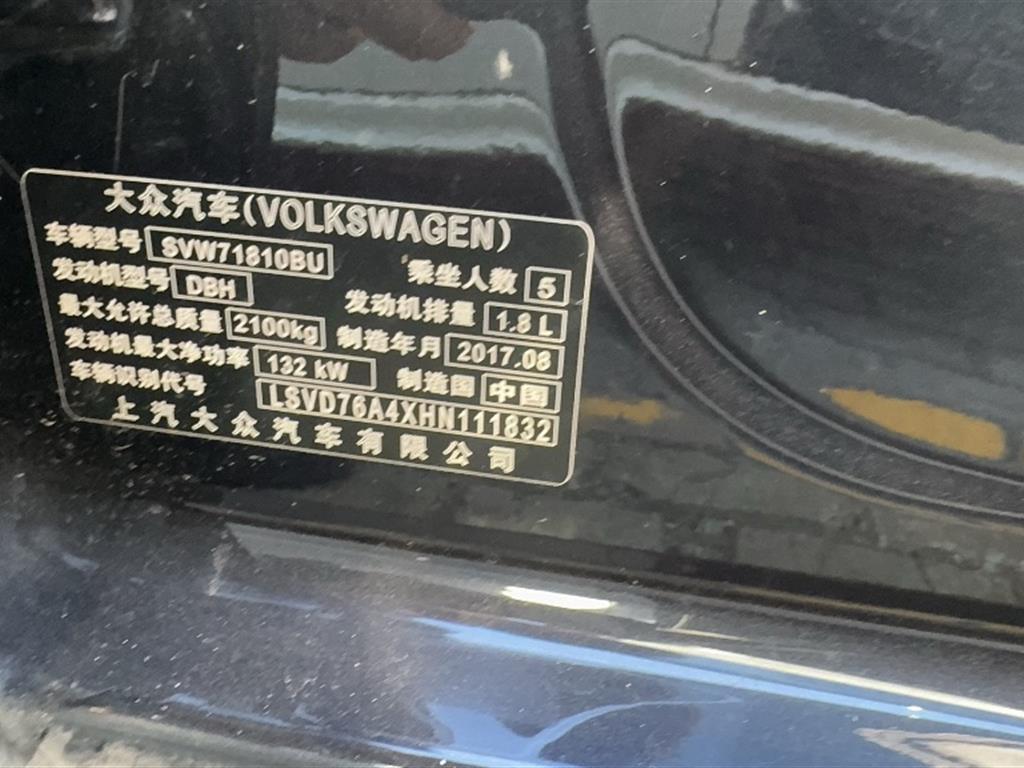 大众汽车(VOLKSWAGEN)
车辆型号 SVW71810BU 乘坐人数 5
发动机型号 DBH 发动机排量 1.8 L
最大允许总质量 2100kg 制造年月 2017.08
发动机最大净功率 132 kW 制造国 中国
车辆识别代号 LSVD76A4XHN111832
上汽大众汽车有限公司